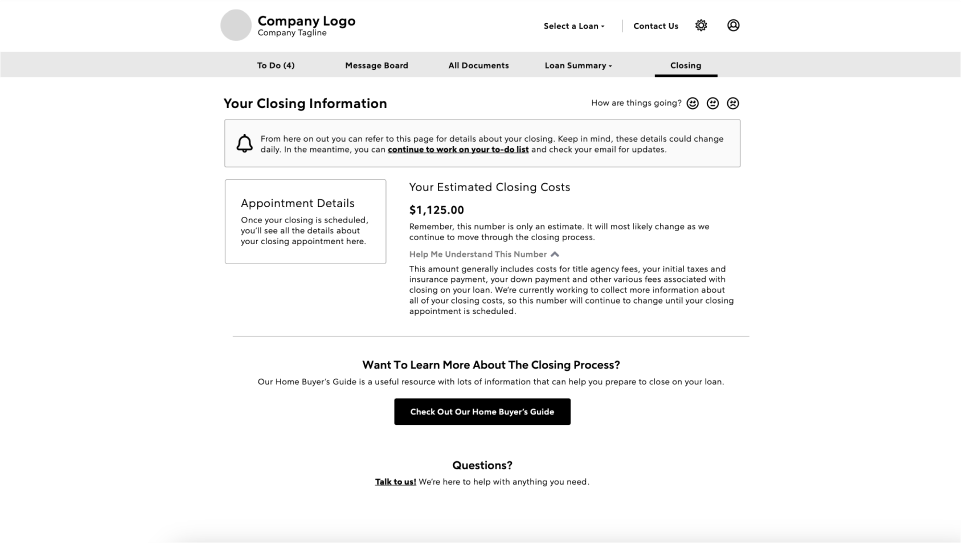 Company Logo
Company Tagline
Select a Loan
Contact Us
To Do (4)
Message Board
All Documents
Loan Summary
Closing
Your Closing Information
How are things going?
From here on out you can refer to this page for details about your closing. Keep in mind, these details could change
daily. In the meantime, you can continue to work on your to-do list and check your email for updates.
Appointment Details
Once your closing is scheduled,
you'll see all the details about
your closing appointment here.
Your Estimated Closing Costs
$1,125.00
Remember, this number is only an estimate. It will most likely change as we
continue to move through the closing process.
Help Me Understand This Number
This amount generally includes costs for title agency fees, your initial taxes and
insurance payment, your down payment and other various fees associated with
closing on your loan. We're currently working to collect more information about
all of your closing costs, so this number will continue to change until your closing
appointment is scheduled.
Want To Learn More About The Closing Process?
Our Home Buyer's Guide is a useful resource with lots of information that can help you prepare to close on your loan.
Check Out Our Home Buyer's Guide
Questions?
Talk to us! We're here to help with anything you need.